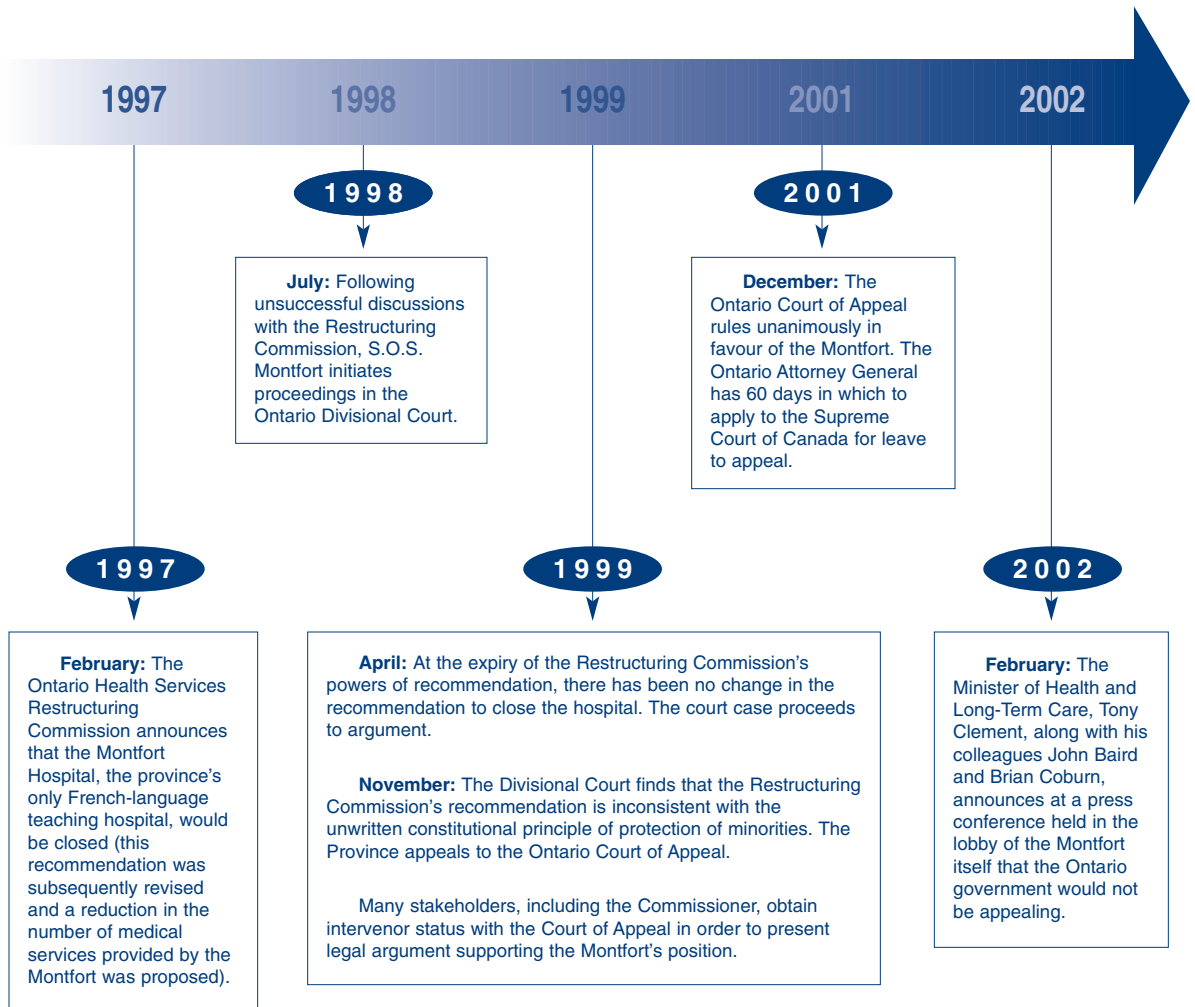 1997 1998 1999 2001 2002
1998
July: Following
unsuccessful discussions
with the Restructuring
Commission, S.O.S.
Montfort initiates
proceedings in the
Ontario Divisional Court.
2001
December: The
Ontario Court of Appeal
rules unanimously in
favour of the Montfort. The
Ontario Attorney General
has 60 days in which to
apply to the Supreme
Court of Canada for leave
to appeal.
1997
February: The
Ontario Health Services
Restructuring
Commission announces
that the Montfort
Hospital, the province's
only French-language
teaching hospital, would
be closed (this
recommendation was
subsequently revised
and a reduction in the
number of medical
services provided by the
Montfort was proposed).
1999
April: At the expiry of the Restructuring Commission's
powers of recommendation, there has been no change in the
recommendation to close the hospital. The court case proceeds
to argument.
November: The Divisional Court finds that the Restructuring
Commission's recommendation is inconsistent with the
unwritten constitutional principle of protection of minorities. The
Province appeals to the Ontario Court of Appeal.
Many stakeholders, including the Commissioner, obtain
intervenor status with the Court of Appeal in order to present
legal argument supporting the Montfort's position.
2002
February: The
Minister of Health and
Long-Term Care, Tony
Clement, along with his
colleagues John Baird
and Brian Coburn,
announces at a press
conference held in the
lobby of the Montfort
itself that the Ontario
government would not
be appealing.